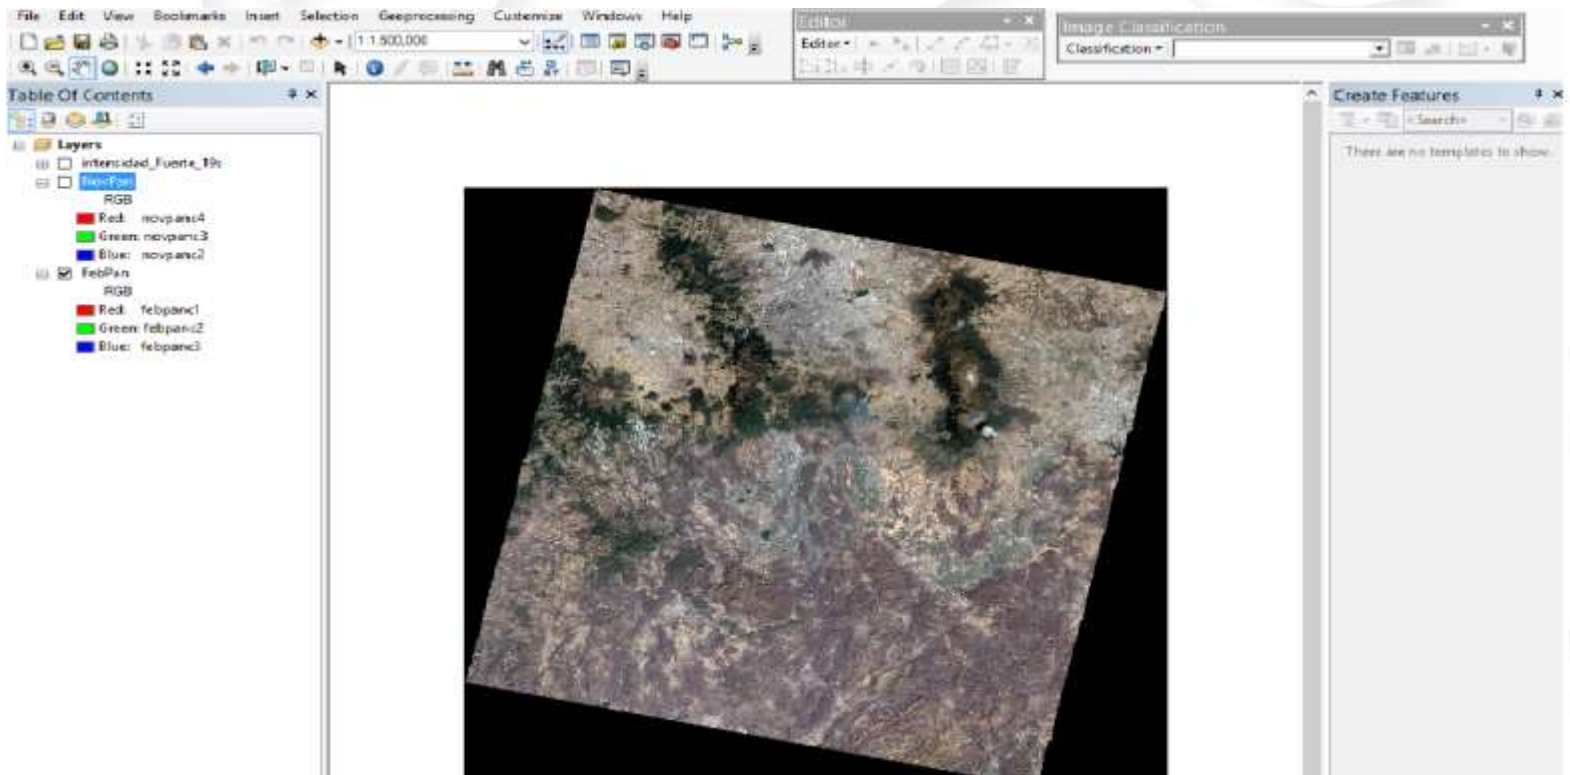 File Edit View Bookmarks Insert Selection Geoprocessing Customize Windows Help
1:1,500,000
Editor
Editor
Image Classification
Classification
Table Of Contents
Layers
intensidad_Fuerte_19s
NovPan
RGB
Red: novpanc4
Green: novpanc3
Blue: novpanc2
FebPan
RGB
Red: febpanc1
Green: febpanc2
Blue: febpanc3
Create Features
<Search>
There are no templates to show.